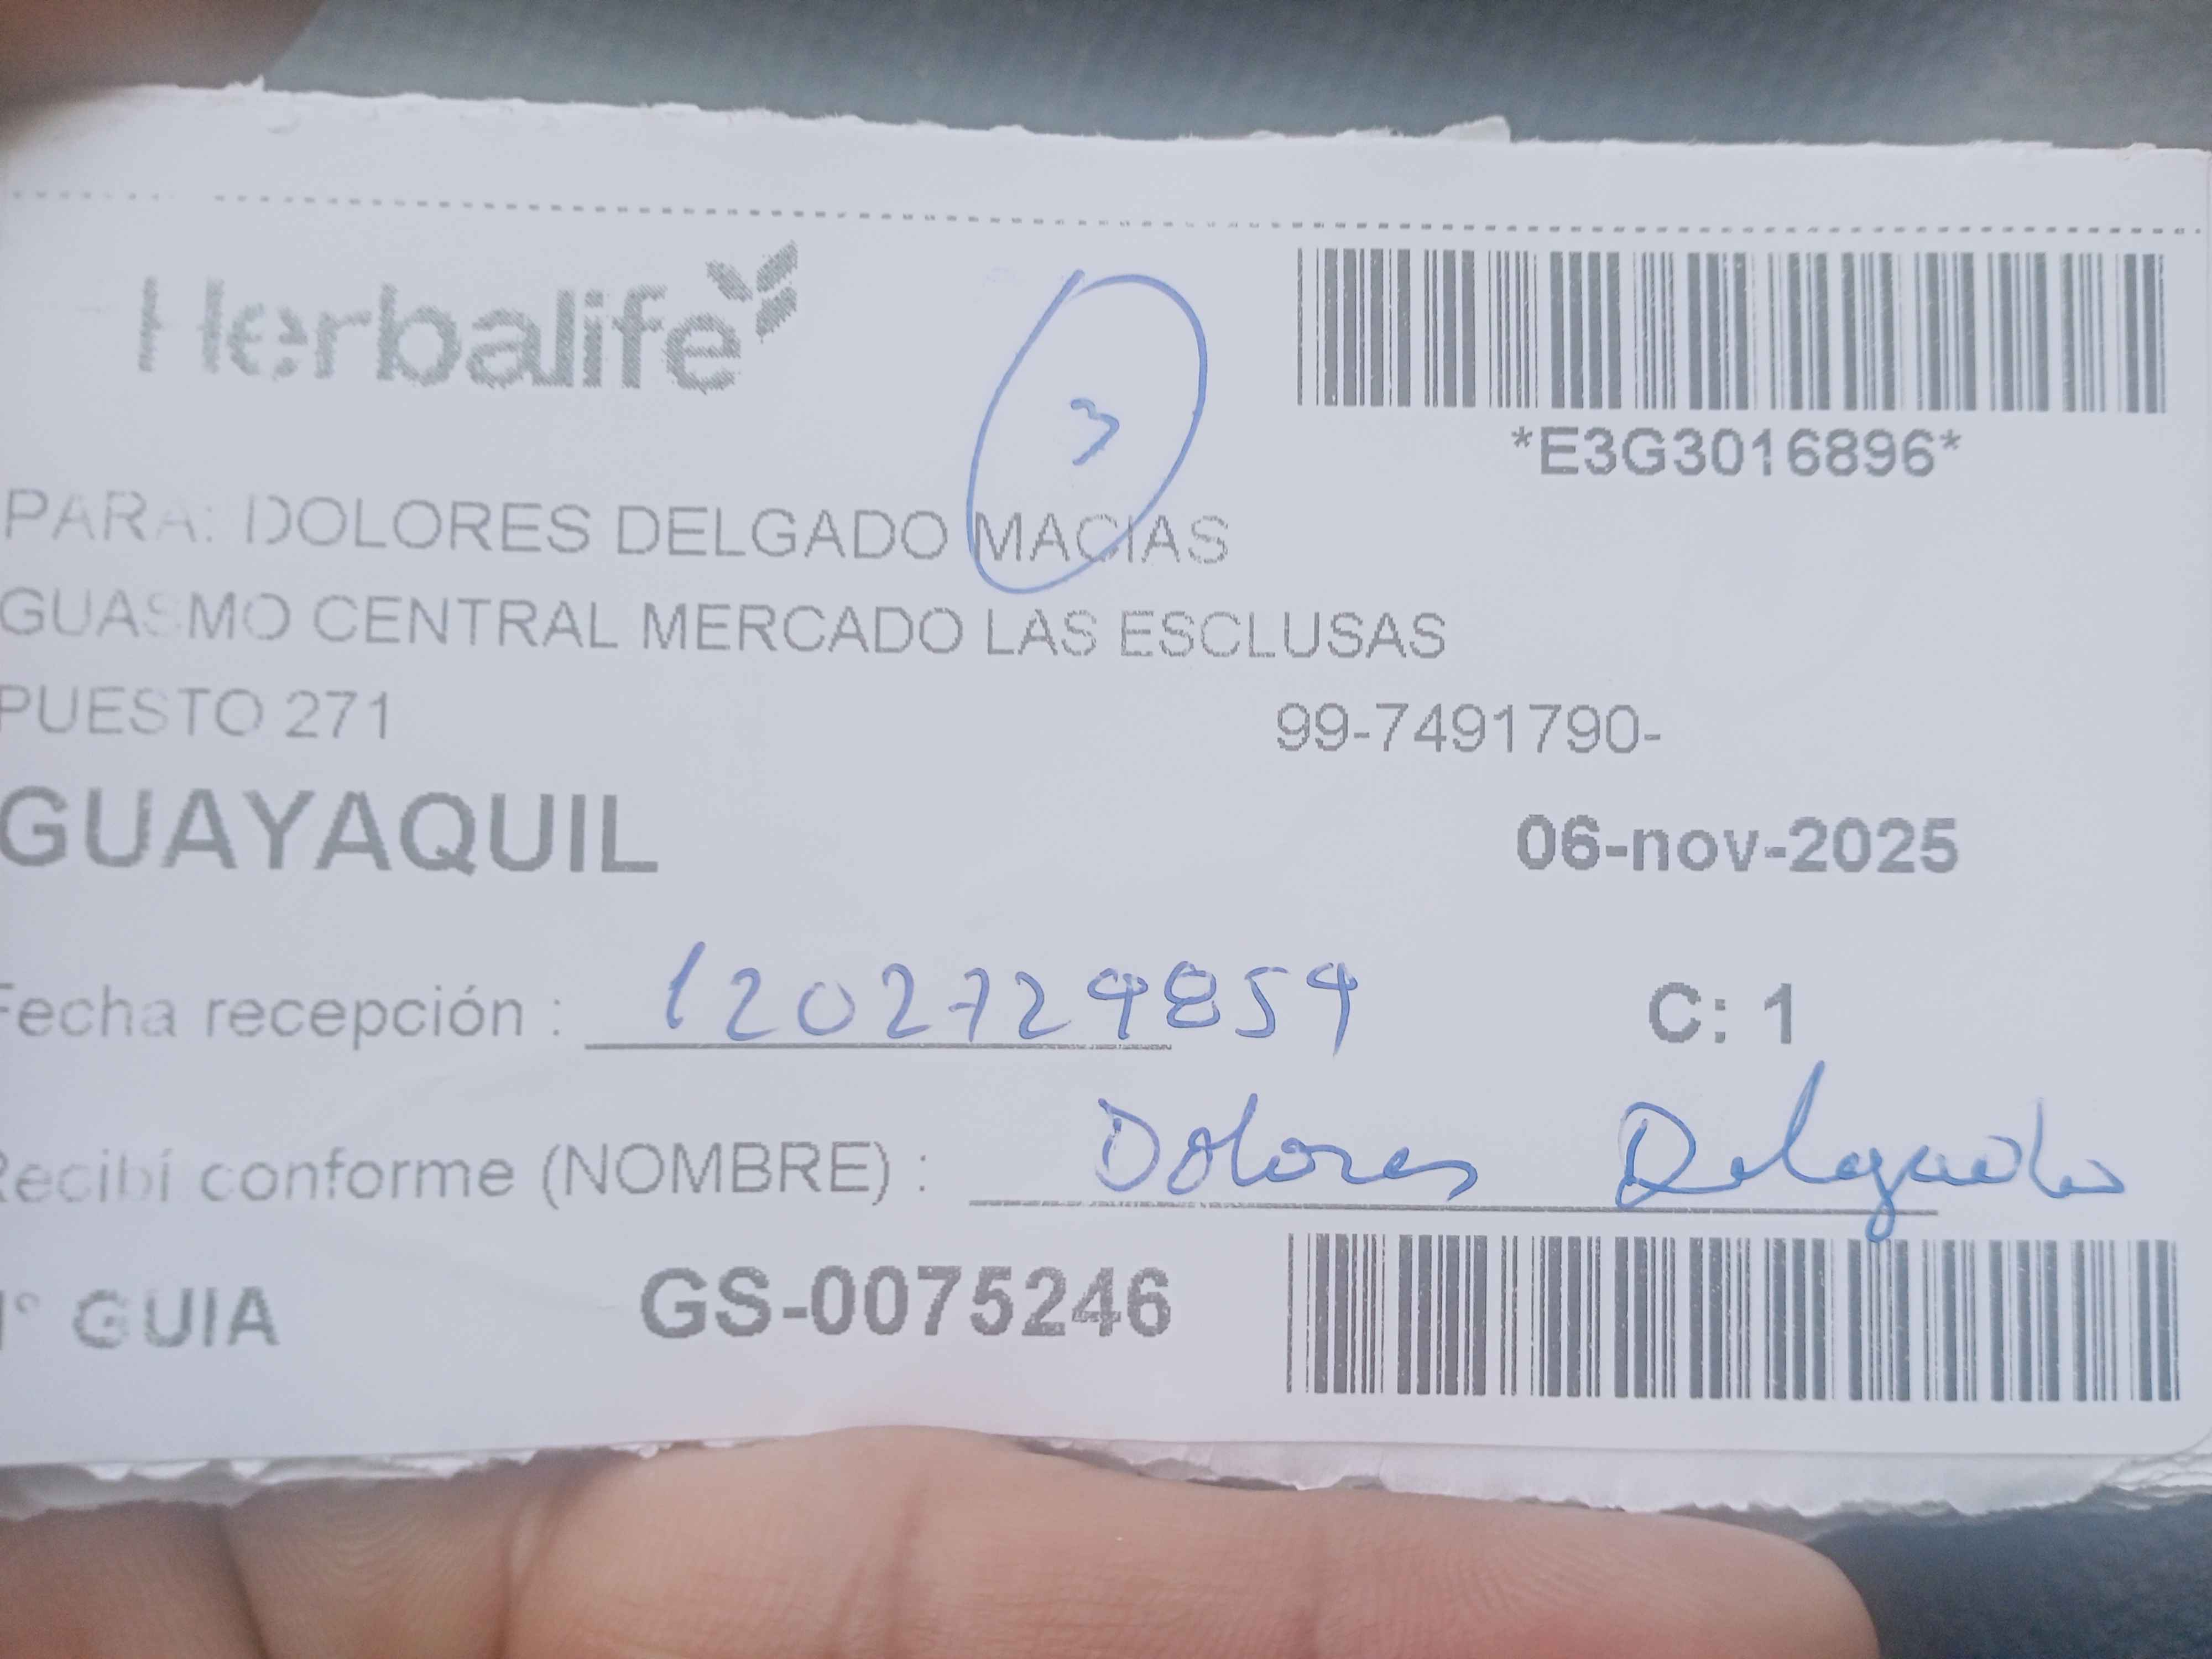 Herbalife
3
*E3G3016896*
PARA: DOLORES DELGADO MACIAS
GUASMO CENTRAL MERCADO LAS ESCLUSAS
PUESTO 271 99-7491790-
GUAYAQUIL 06-nov-2025
Fecha recepción : 1202729859 C: 1
Recibí conforme (NOMBRE) : Dolores Delgado
N° GUIA GS-0075246